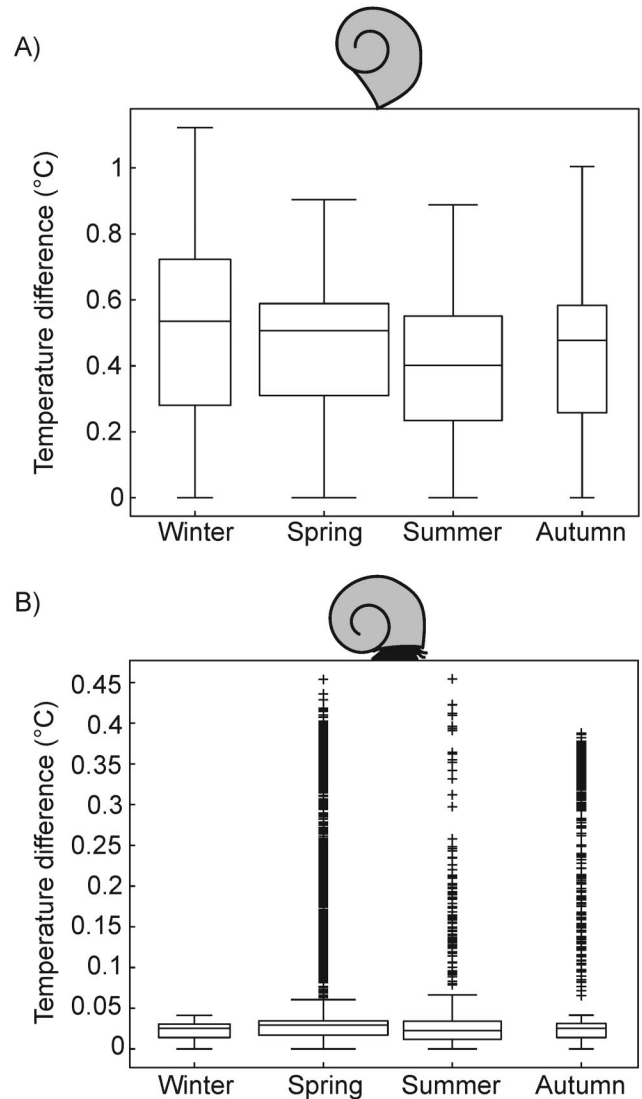 A)
Temperature difference (°C)
1
0.8
0.6
0.4
0.2
0
Winter Spring Summer Autumn
B)
Temperature difference (°C)
0.45
0.4
0.35
0.3
0.25
0.2
0.15
0.1
0.05
0
Winter Spring Summer Autumn